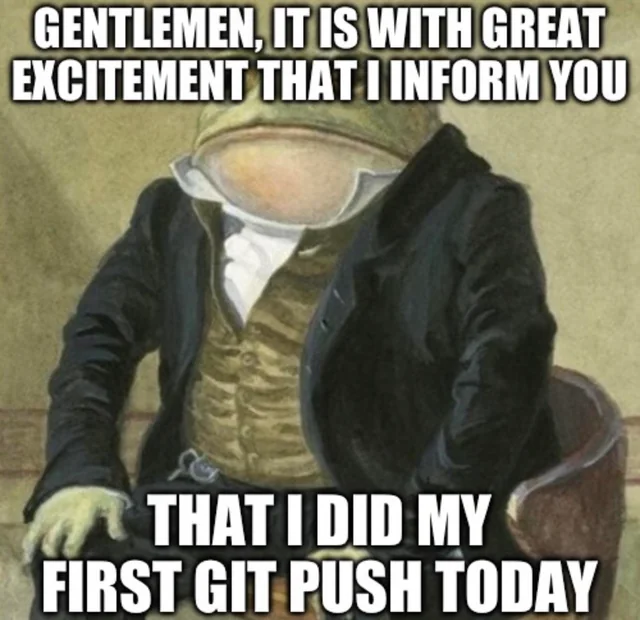 GENTLEMEN, IT IS WITH GREAT
EXCITEMENT THAT I INFORM YOU
THAT I DID MY
FIRST GIT PUSH TODAY